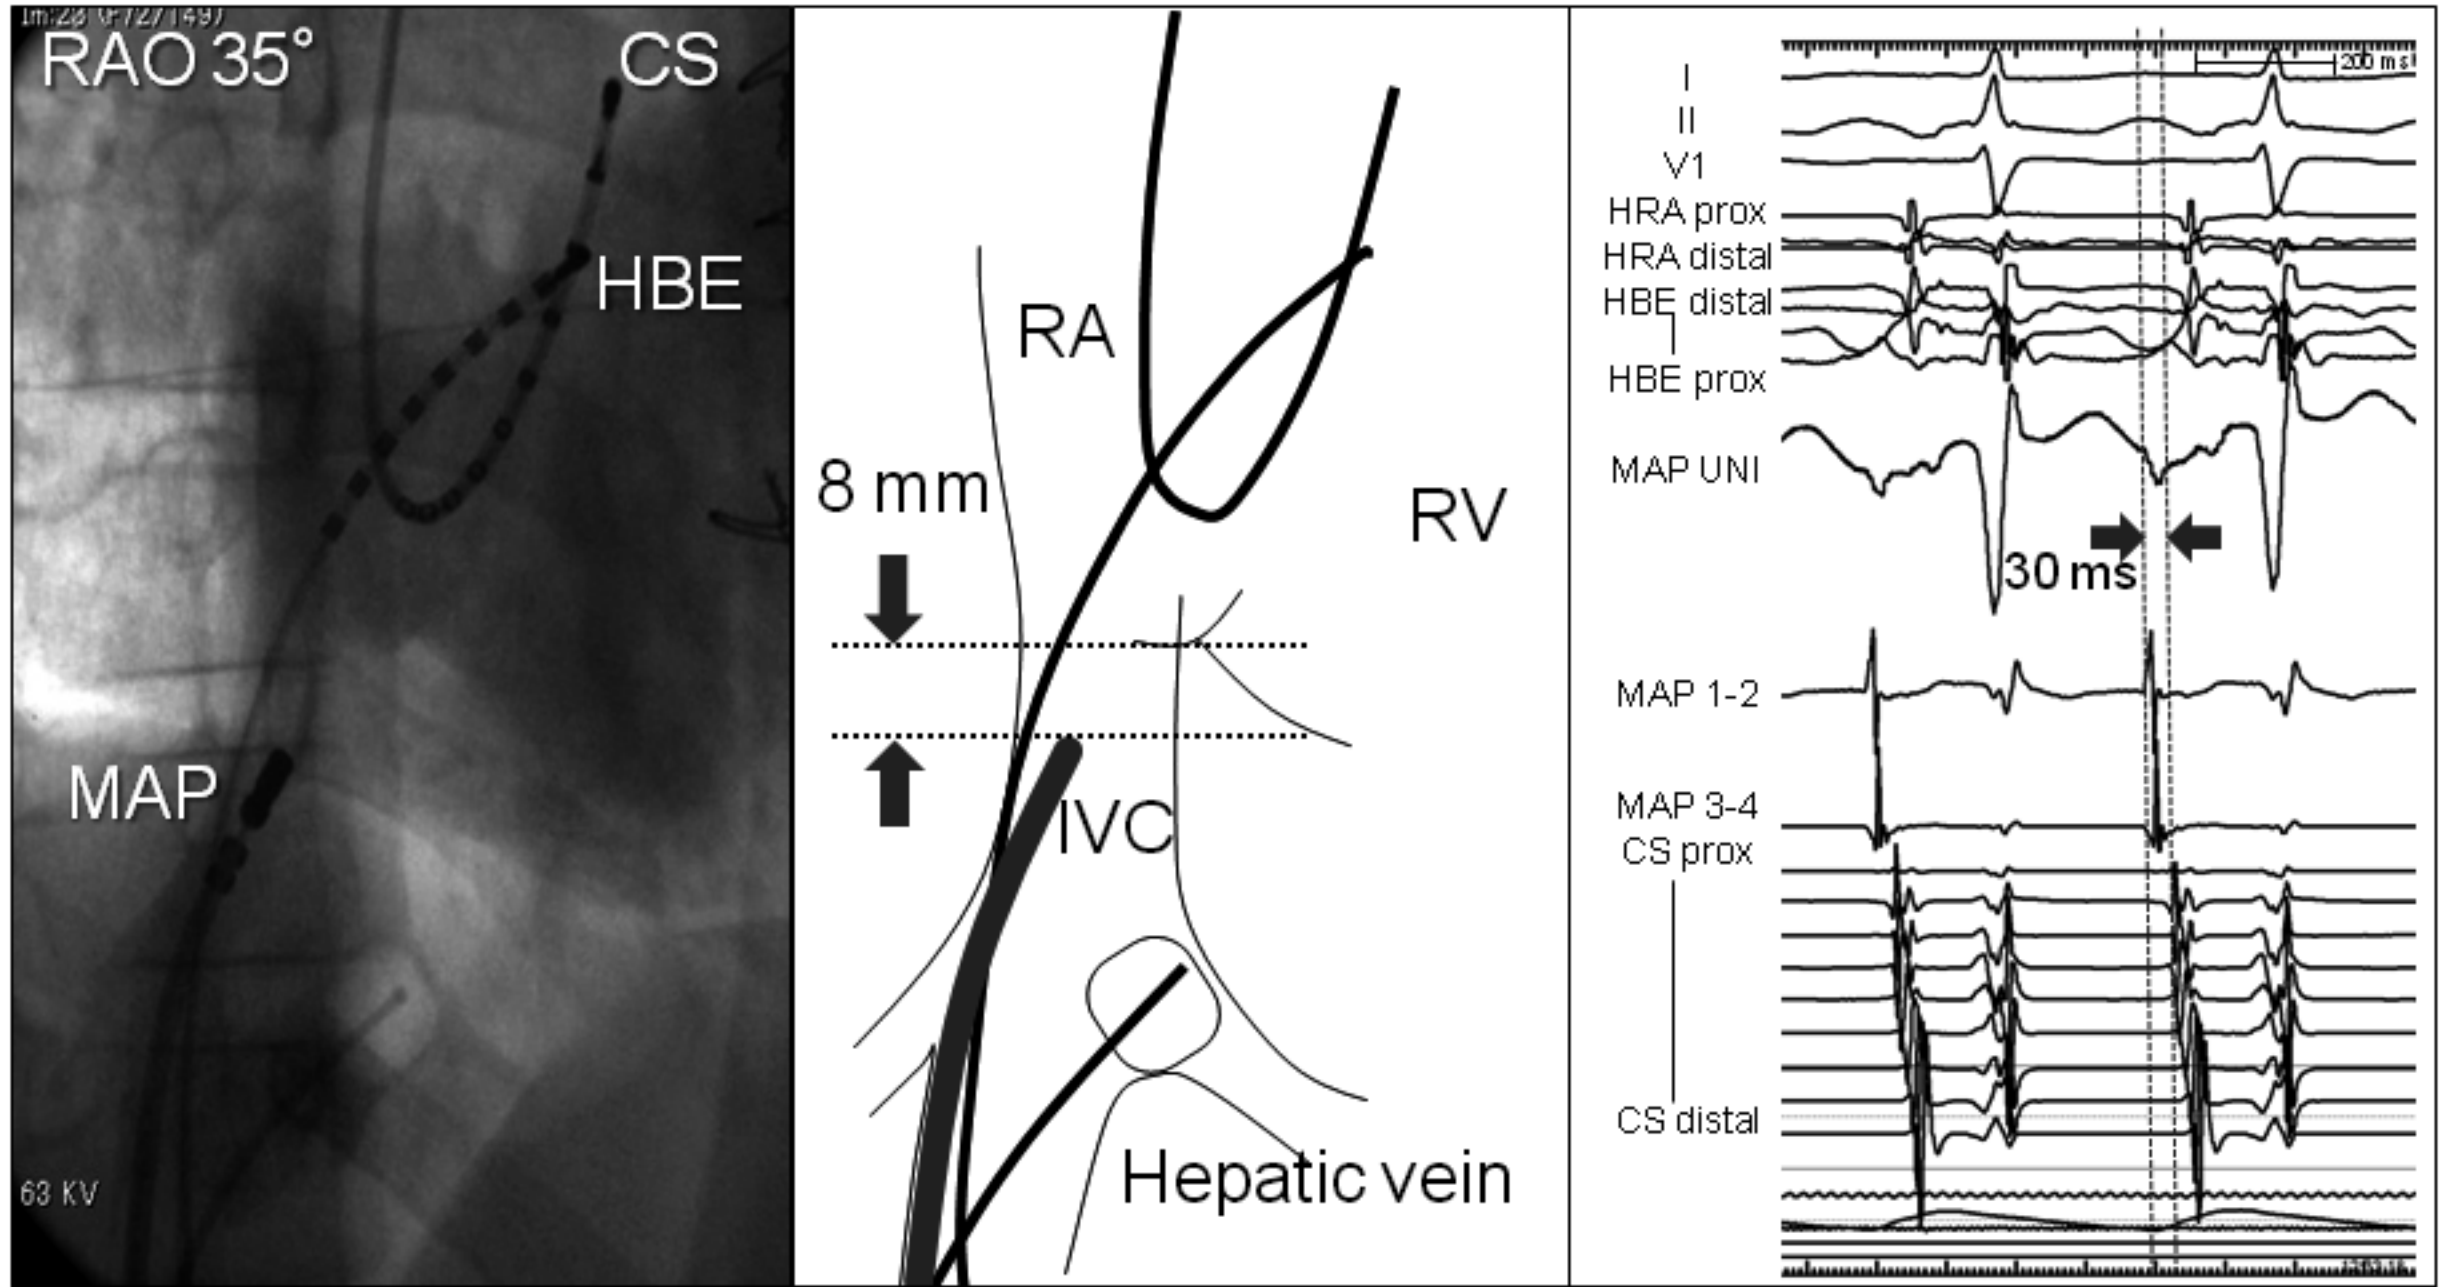 RAO 35°
CS
HBE
MAP
63 KV
RA
8 mm
RV
IVC
Hepatic vein
200 ms
I
II
V1
HRA prox
HRA distal
HBE distal
HBE prox
MAP UNI
30 ms
MAP 1-2
MAP 3-4
CS prox
CS distal